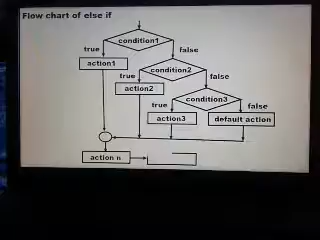 Flow chart of else if
condition1
true
false
action1
condition2
true
false
action2
condition3
true
false
action3
default action
action n